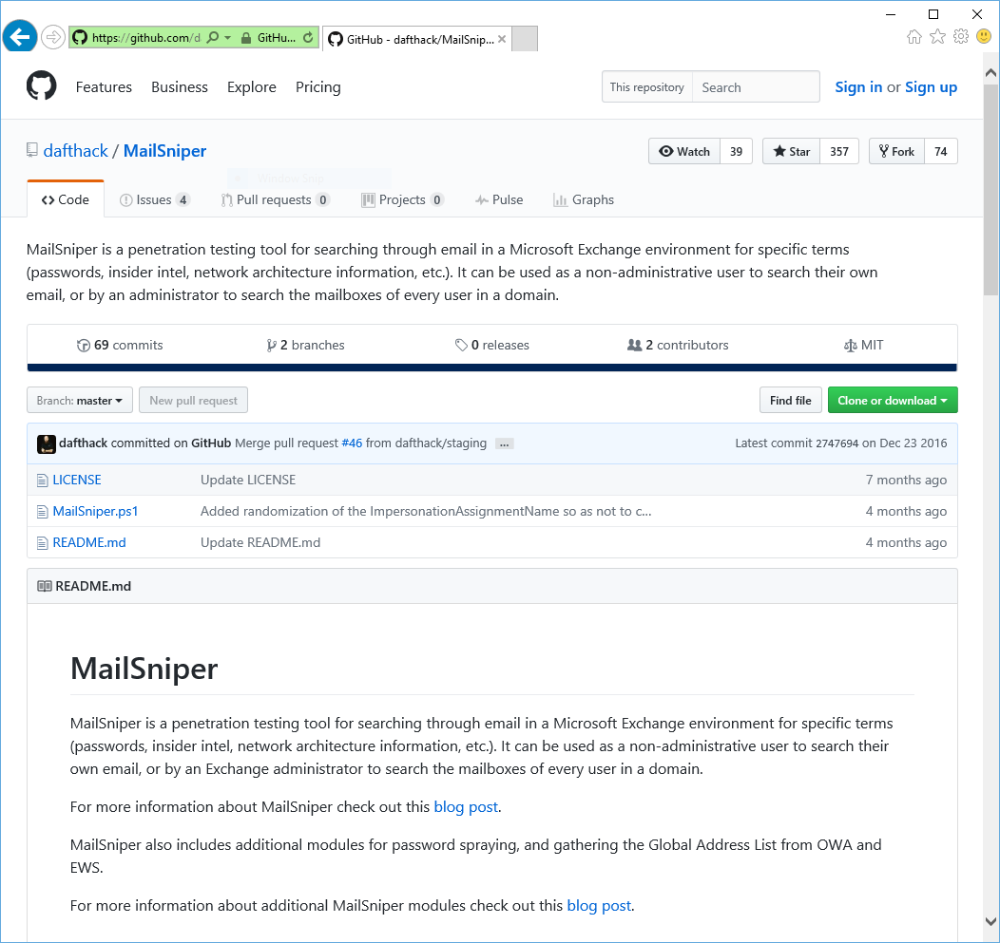 https://github.com/d GitHu... GitHub - dafthack/MailSnip...
Features Business Explore Pricing This repository Search Sign in or Sign up
dafthack / MailSniper Watch 39 Star 357 Fork 74
Window Snip
Code Issues 4 Pull requests 0 Projects 0 Pulse Graphs
MailSniper is a penetration testing tool for searching through email in a Microsoft Exchange environment for specific terms
(passwords, insider intel, network architecture information, etc.). It can be used as a non-administrative user to search their own
email, or by an administrator to search the mailboxes of every user in a domain.
69 commits 2 branches 0 releases 2 contributors MIT
Branch: master New pull request Find file Clone or download
dafthack committed on GitHub Merge pull request #46 from dafthack/staging ... Latest commit 2747694 on Dec 23 2016
LICENSE Update LICENSE 7 months ago
MailSniper.ps1 Added randomization of the ImpersonationAssignmentName so as not to c... 4 months ago
README.md Update README.md 4 months ago
README.md
MailSniper
MailSniper is a penetration testing tool for searching through email in a Microsoft Exchange environment for specific terms
(passwords, insider intel, network architecture information, etc.). It can be used as a non-administrative user to search their
own email, or by an Exchange administrator to search the mailboxes of every user in a domain.
For more information about MailSniper check out this blog post.
MailSniper also includes additional modules for password spraying, and gathering the Global Address List from OWA and
EWS.
For more information about additional MailSniper modules check out this blog post.